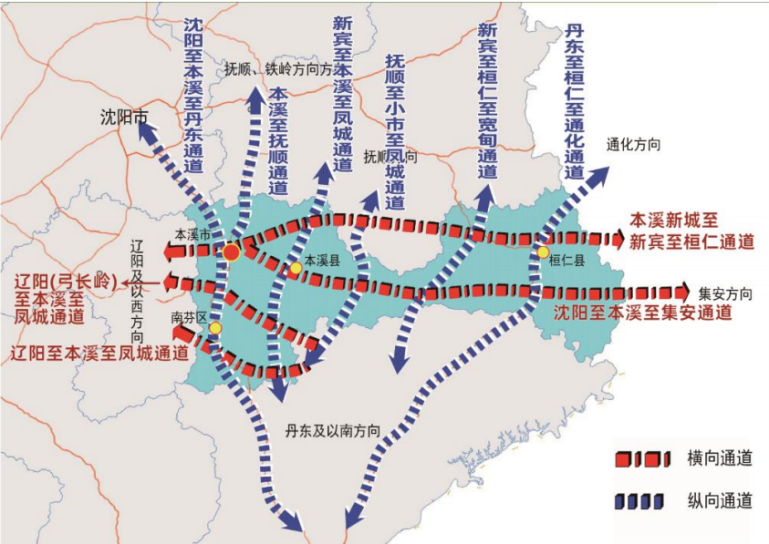 沈阳至本溪至丹东通道
抚顺、铁岭方向
本溪至抚顺通道
新宾至本溪至凤城通道
抚顺至小市至凤城通道
新宾至桓仁至宽甸通道
丹东至桓仁至通化通道
沈阳市
通化方向
本溪市
本溪新城至
新宾至桓仁通道
辽阳及以西方向
本溪县
桓仁县
辽阳(弓长岭)
至本溪至
凤城通道
集安方向
沈阳至本溪至集安通道
南芬区
辽阳至本溪至凤城通道
丹东及以南方向
横向通道
纵向通道